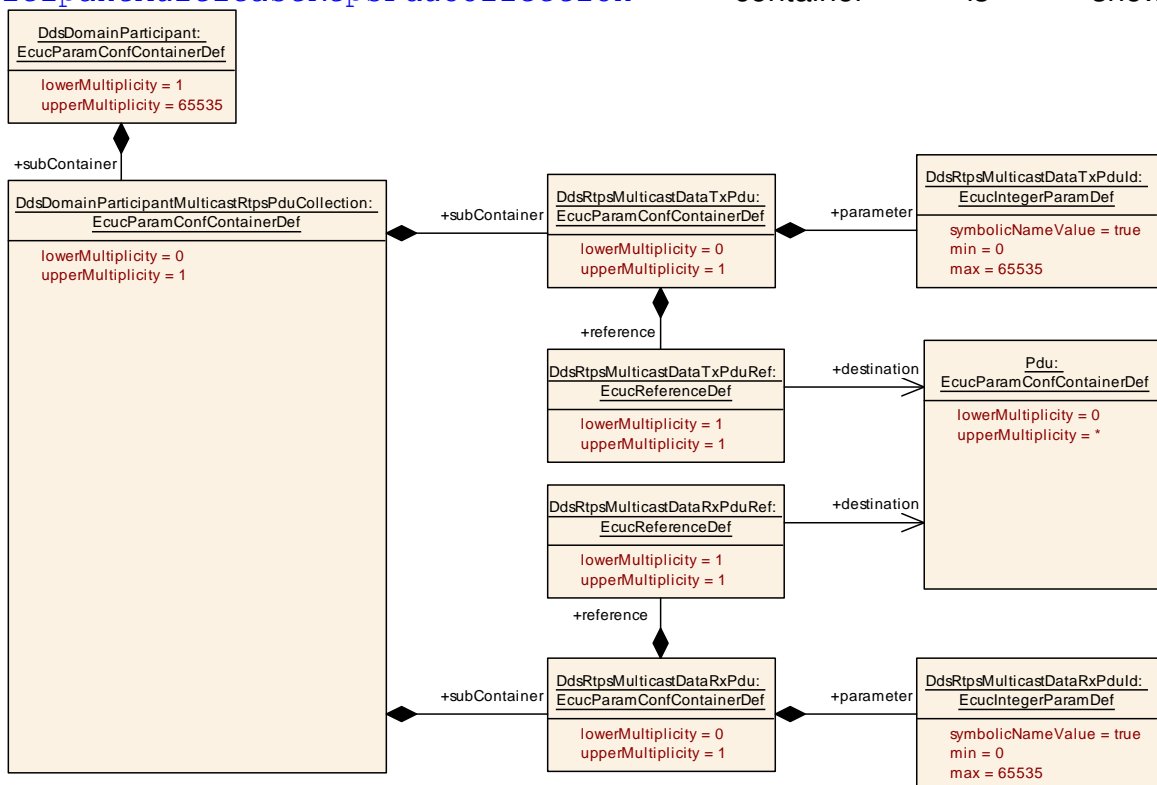 container is
DdsDomainParticipant:
EcucParamConfContainerDef
lowerMultiplicity = 1
upperMultiplicity = 65535
+subContainer
DdsDomainParticipantMulticastRtpsPduCollection:
EcucParamConfContainerDef
lowerMultiplicity = 0
upperMultiplicity = 1
+subContainer
DdsRtpsMulticastDataTxPdu:
EcucParamConfContainerDef
lowerMultiplicity = 0
upperMultiplicity = 1
+parameter
DdsRtpsMulticastDataTxPduId:
EcucIntegerParamDef
symbolicNameValue = true
min = 0
max = 65535
+reference
DdsRtpsMulticastDataTxPduRef:
EcucReferenceDef
lowerMultiplicity = 1
upperMultiplicity = 1
+destination
Pdu:
EcucParamConfContainerDef
lowerMultiplicity = 0
upperMultiplicity = *
DdsRtpsMulticastDataRxPduRef:
EcucReferenceDef
lowerMultiplicity = 1
upperMultiplicity = 1
+destination
+reference
+subContainer
DdsRtpsMulticastDataRxPdu:
EcucParamConfContainerDef
lowerMultiplicity = 0
upperMultiplicity = 1
+parameter
DdsRtpsMulticastDataRxPduId:
EcucIntegerParamDef
symbolicNameValue = true
min = 0
max = 65535